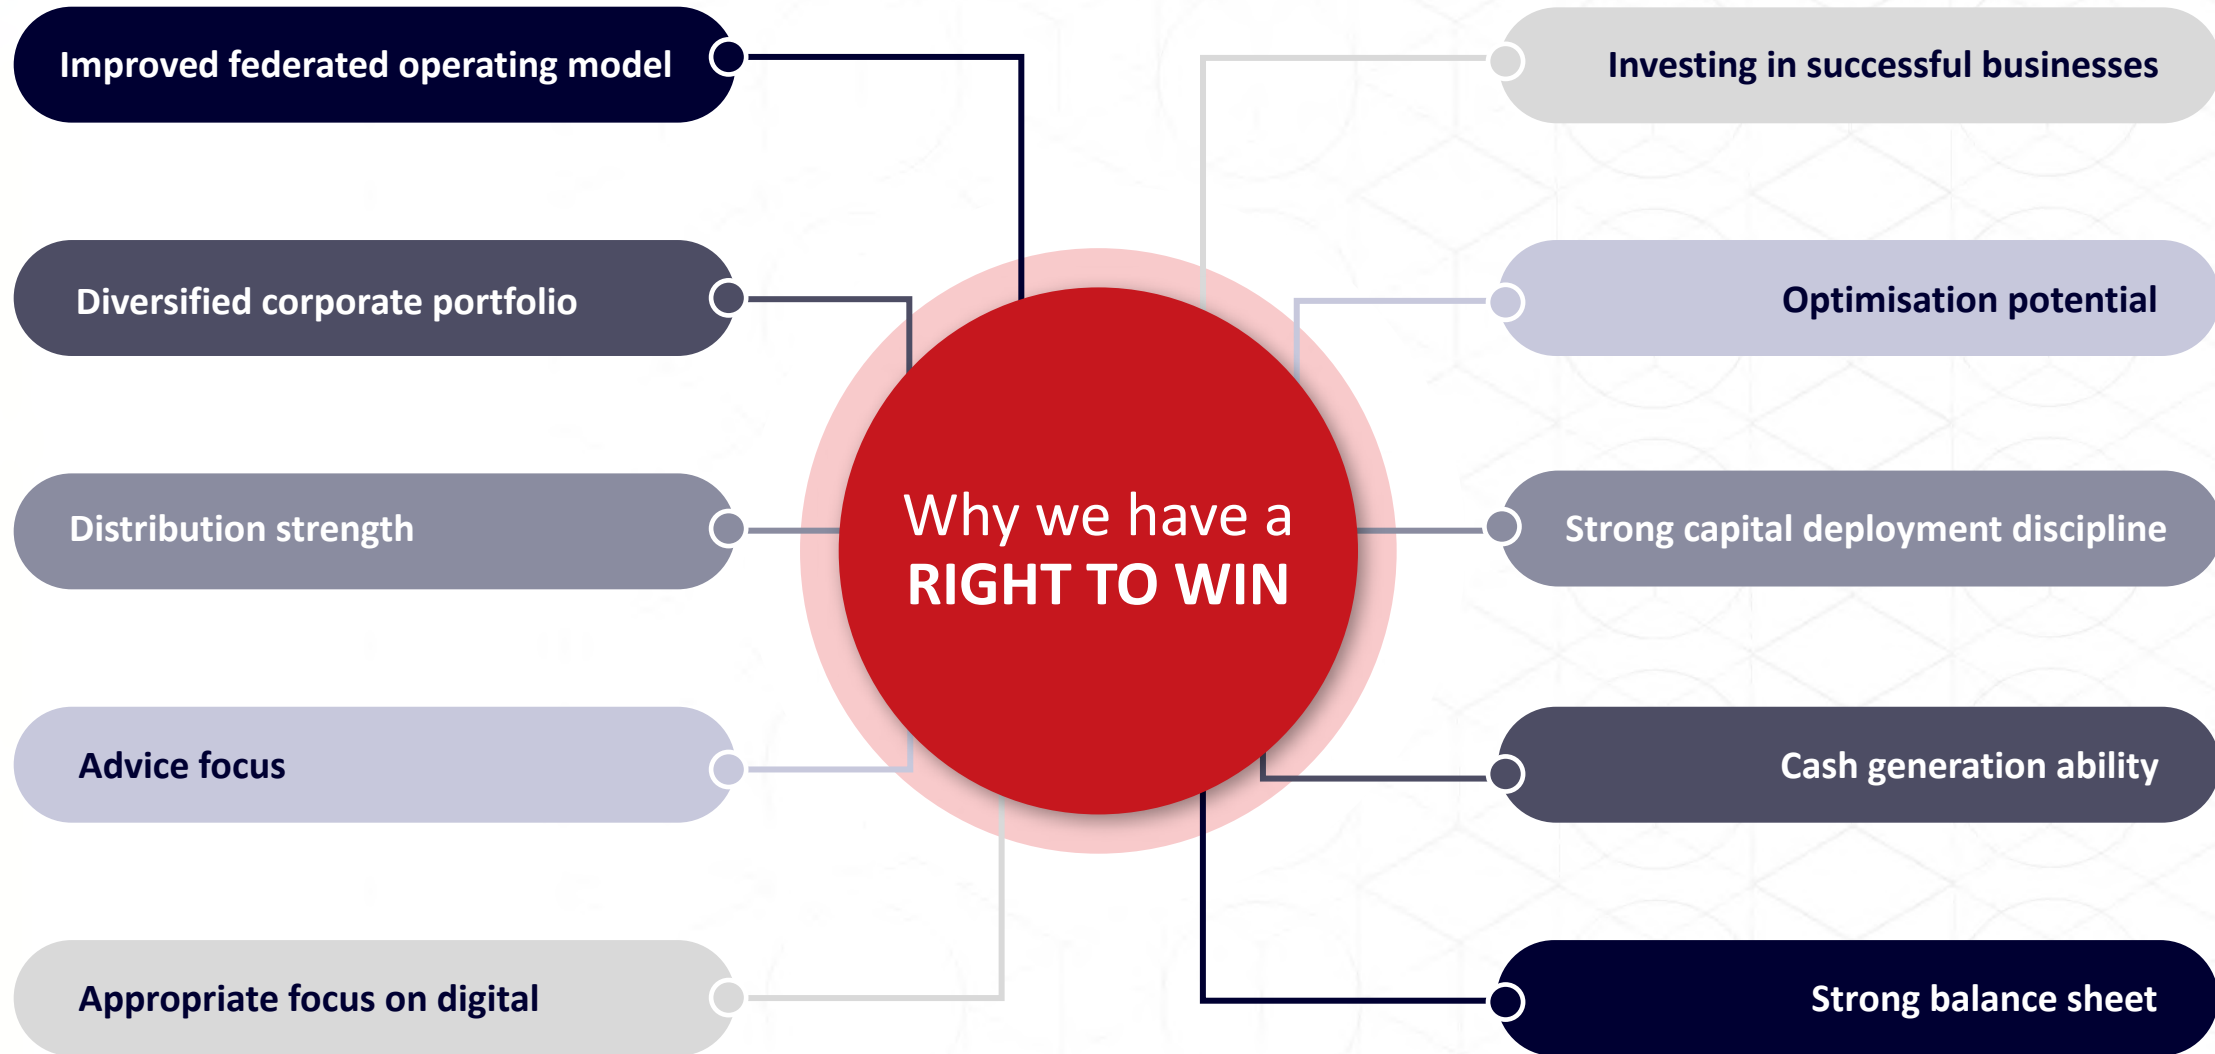 Improved federated operating model
Diversified corporate portfolio
Distribution strength
Advice focus
Appropriate focus on digital
Why we have a
RIGHT TO WIN
Investing in successful businesses
Optimisation potential
Strong capital deployment discipline
Cash generation ability
Strong balance sheet